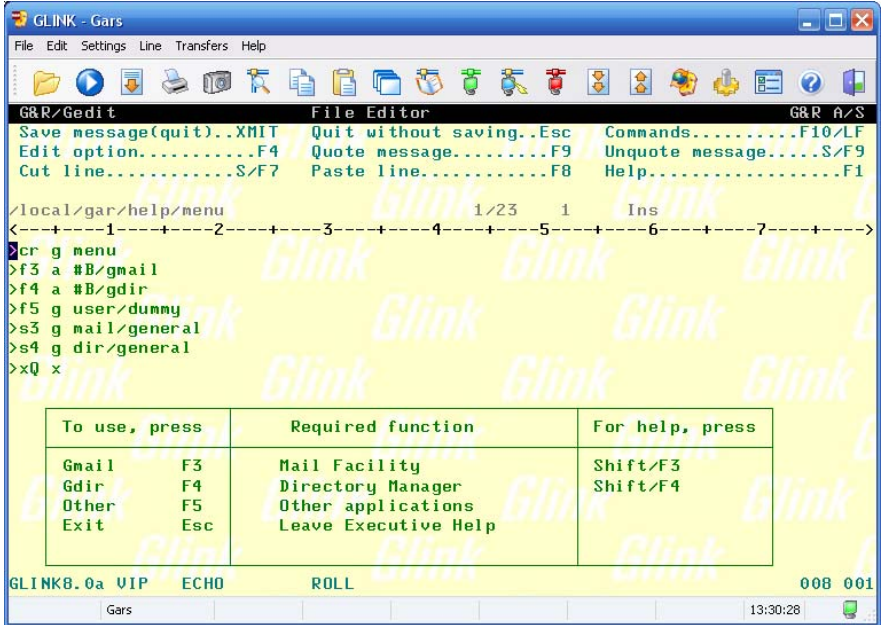 GLINK - Gars
File Edit Settings Line Transfers Help
G&R/Gedit File Editor G&R A/S
Save message(quit)..XMIT Quit without saving..Esc Commands..........F10/LF
Edit option...........F4 Quote message.........F9 Unquote message.....S/F9
Cut line............S/F7 Paste line............F8 Help..................F1
/local/gar/help/menu 1/23 1 Ins
<---+----1----+----2----+----3----+----4----+----5----+----6----+----7----+---->
>cr g menu
>f3 a #B/gmail
>f4 a #B/gdir
>f5 g user/dummy
>s3 g mail/general
>s4 g dir/general
>xQ x
To use, press Required function For help, press
Gmail F3 Mail Facility Shift/F3
Gdir F4 Directory Manager Shift/F4
Other F5 Other applications
Exit Esc Leave Executive Help
GLINK8.0a VIP ECHO ROLL 008 001
Gars 13:30:28